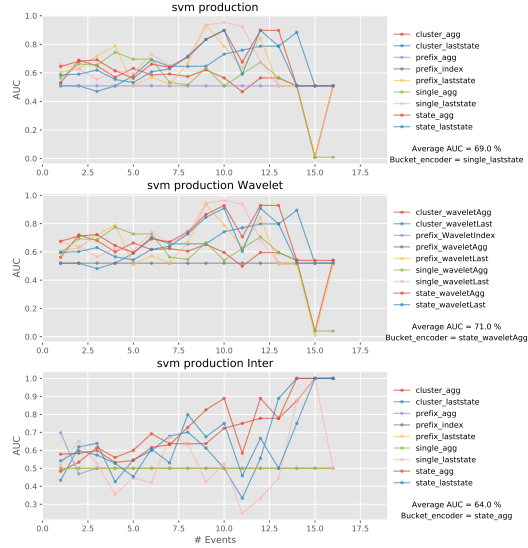 svm production
AUC
1.0
0.8
0.6
0.4
0.2
0.0
0.0 2.5 5.0 7.5 10.0 12.5 15.0 17.5
cluster_agg
cluster_laststate
prefix_agg
prefix_index
prefix_laststate
single_agg
single_laststate
state_agg
state_laststate
Average AUC = 69.0 %
Bucket_encoder = single_laststate
svm production Wavelet
AUC
1.0
0.8
0.6
0.4
0.2
0.0
0.0 2.5 5.0 7.5 10.0 12.5 15.0 17.5
cluster_waveletAgg
cluster_waveletLast
prefix_WaveletIndex
prefix_waveletAgg
prefix_waveletLast
single_waveletAgg
single_waveletLast
state_waveletAgg
state_waveletLast
Average AUC = 71.0 %
Bucket_encoder = state_waveletAgg
svm production Inter
AUC
1.0
0.9
0.8
0.7
0.6
0.5
0.4
0.3
0.0 2.5 5.0 7.5 10.0 12.5 15.0 17.5
# Events
cluster_agg
cluster_laststate
prefix_agg
prefix_index
prefix_laststate
single_agg
single_laststate
state_agg
state_laststate
Average AUC = 64.0 %
Bucket_encoder = state_agg